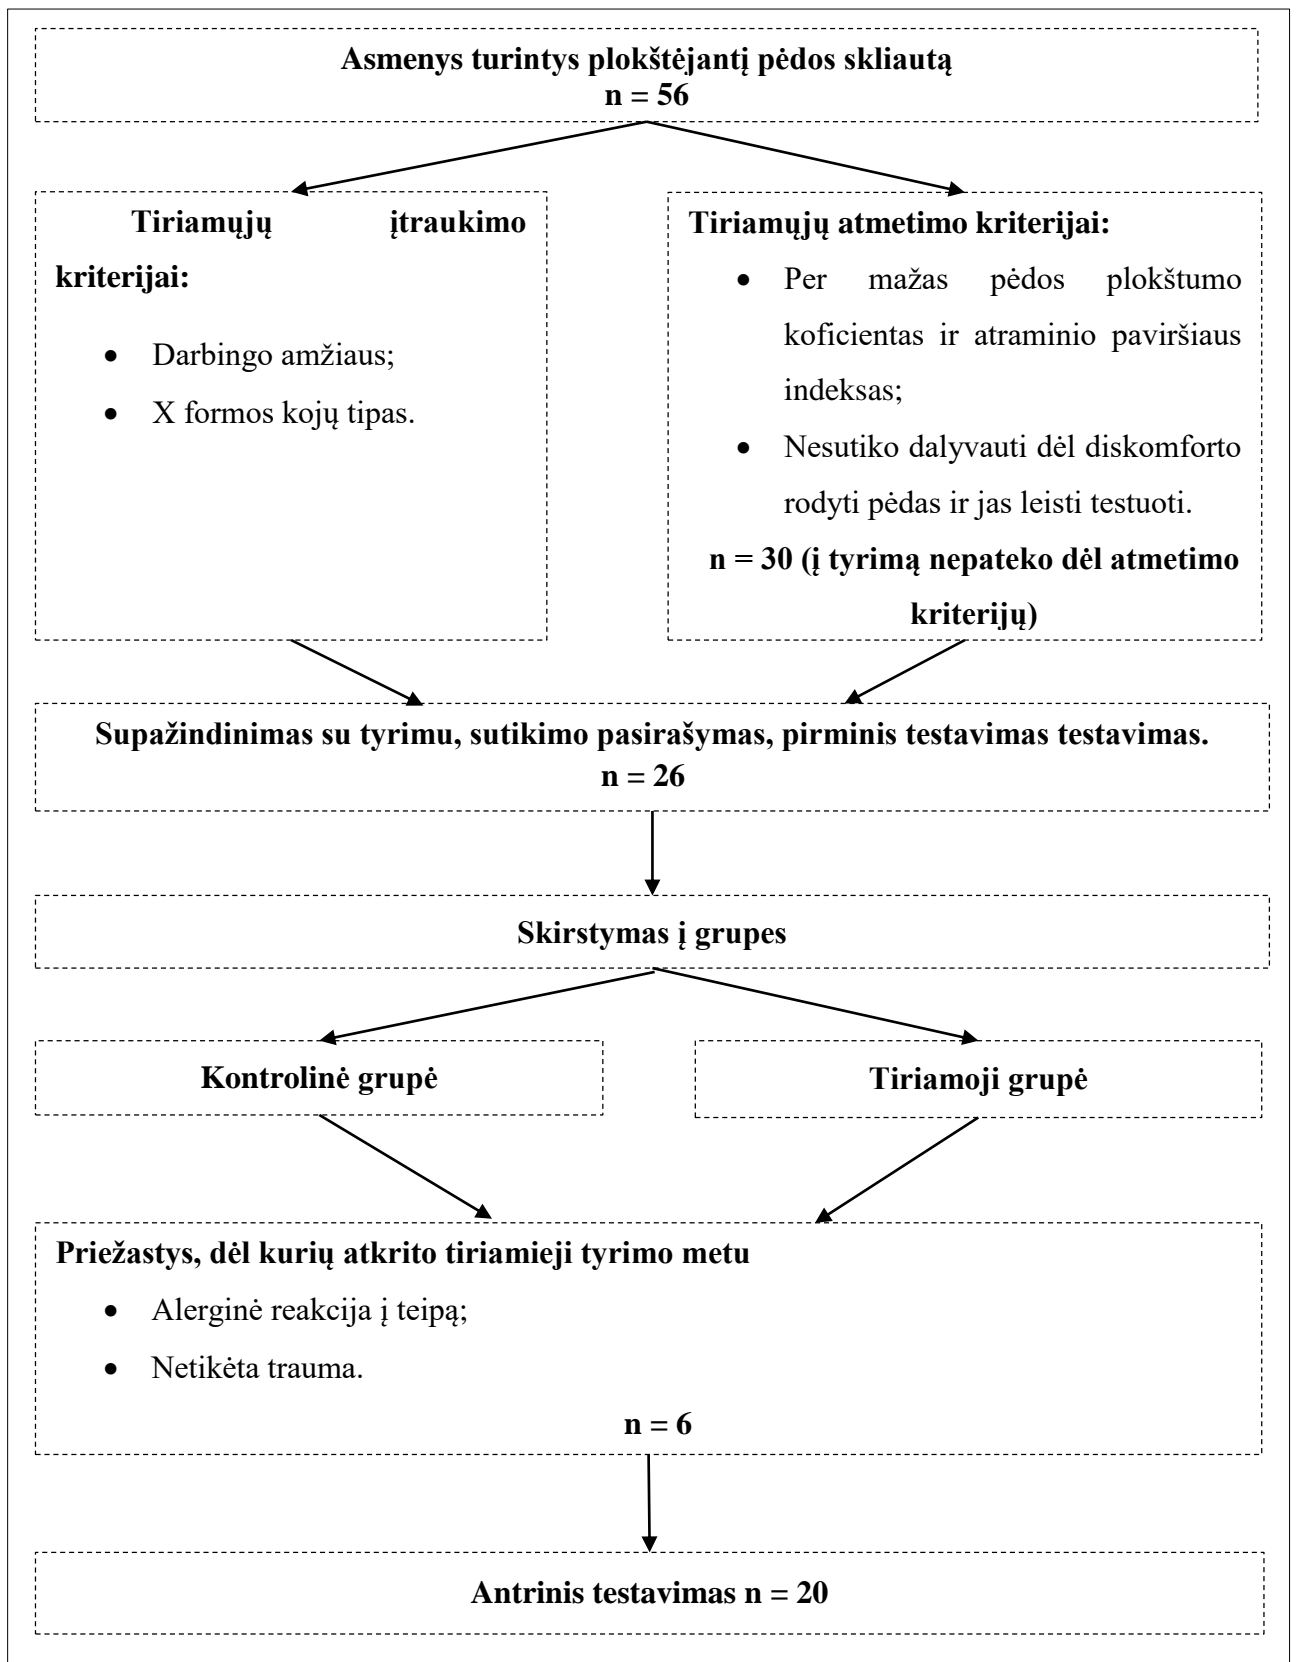 Asmenys turintys plokštėjantį pėdos skliautą
n = 56
Tiriamųjų įtraukimo
kriterijai:
• Darbingo amžiaus;
• X formos kojų tipas.
Tiriamųjų atmetimo kriterijai:
• Per mažas pėdos plokštumo
koficientas ir atraminio paviršiaus
indeksas;
• Nesutiko dalyvauti dėl diskomforto
rodyti pėdas ir jas leisti testuoti.
n = 30 (į tyrimą nepateko dėl atmetimo
kriterijų)
Supažindinimas su tyrimu, sutikimo pasirašymas, pirminis testavimas testavimas.
n = 26
Skirstymas į grupes
Kontrolinė grupė
Tiriamoji grupė
Priežastys, dėl kurių atkrito tiriamieji tyrimo metu
• Alerginė reakcija į teipą;
• Netikėta trauma.
n = 6
Antrinis testavimas n = 20